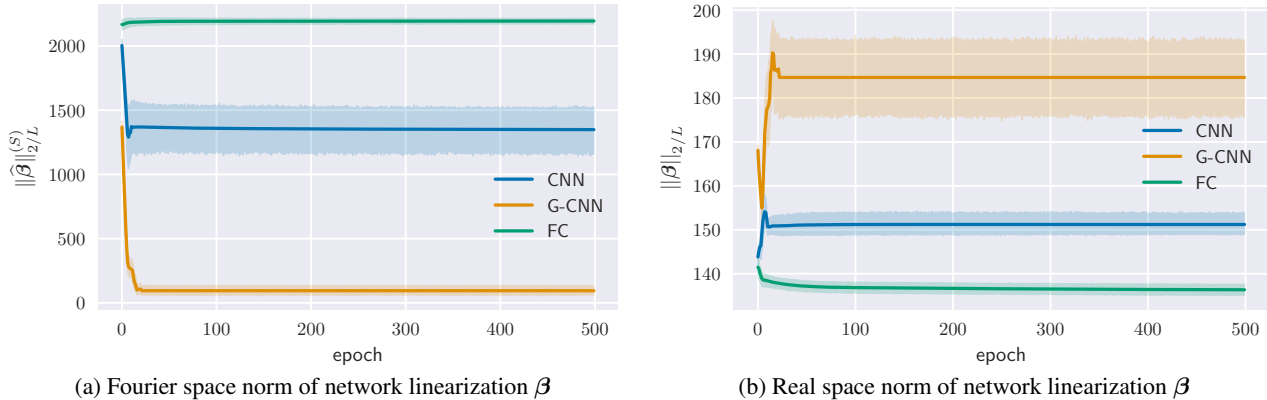 2000
1500
1000
500
0
‖β̂‖₂/L^(S)
CNN
G-CNN
FC
0 100 200 300 400 500
epoch
(a) Fourier space norm of network linearization β
200
190
180
170
160
150
140
‖β‖₂/L
CNN
G-CNN
FC
0 100 200 300 400 500
epoch
(b) Real space norm of network linearization β